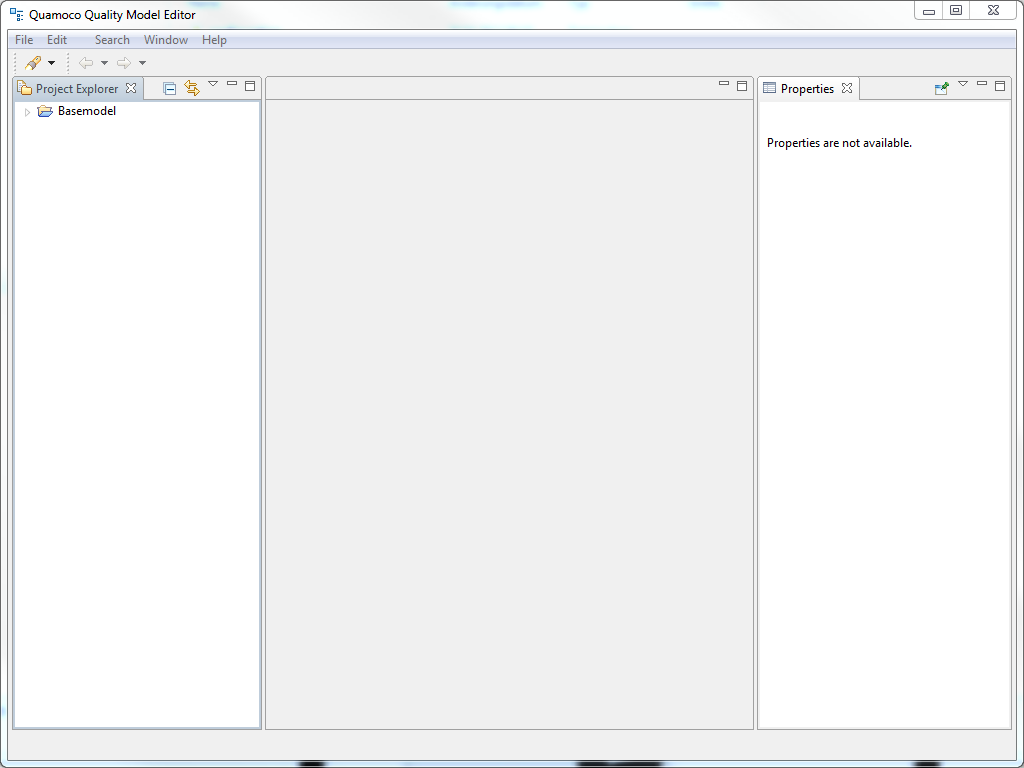 Quamoco Quality Model Editor
File Edit Search Window Help
Project Explorer
Properties
Basemodel
Properties are not available.